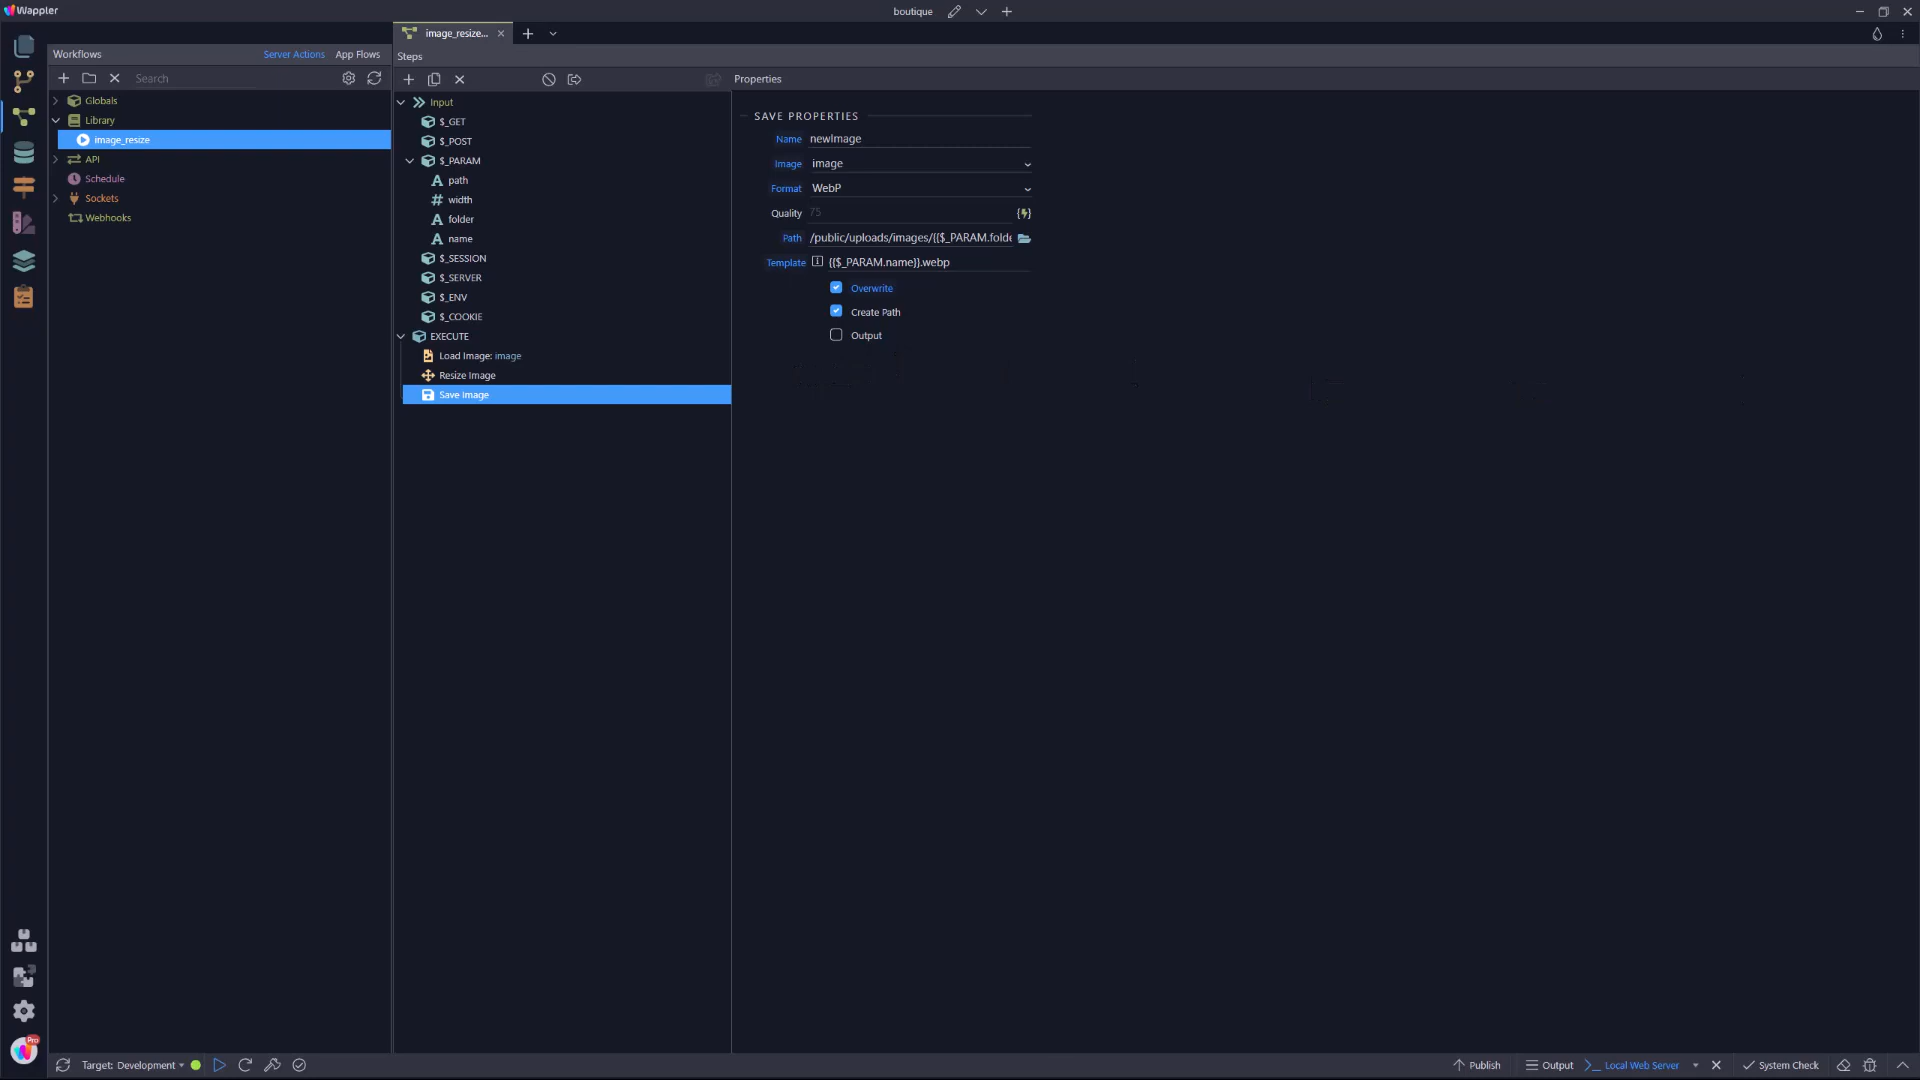 Wappler
boutique
image_resize...
Workflows
Server Actions
App Flows
Steps
Search
Properties
Globals
Library
image_resize
API
Schedule
Sockets
Webhooks
Input
$_GET
$_POST
$_PARAM
path
width
folder
name
$_SESSION
$_SERVER
$_ENV
$_COOKIE
EXECUTE
Load Image: image
Resize Image
Save Image
SAVE PROPERTIES
Name newImage
Image image
Format WebP
Quality 75
Path /public/uploads/images/{{$_PARAM.folde
Template {{$_PARAM.name}}.webp
Overwrite
Create Path
Output
Pro
Target: Development
Publish
Output
Local Web Server
System Check